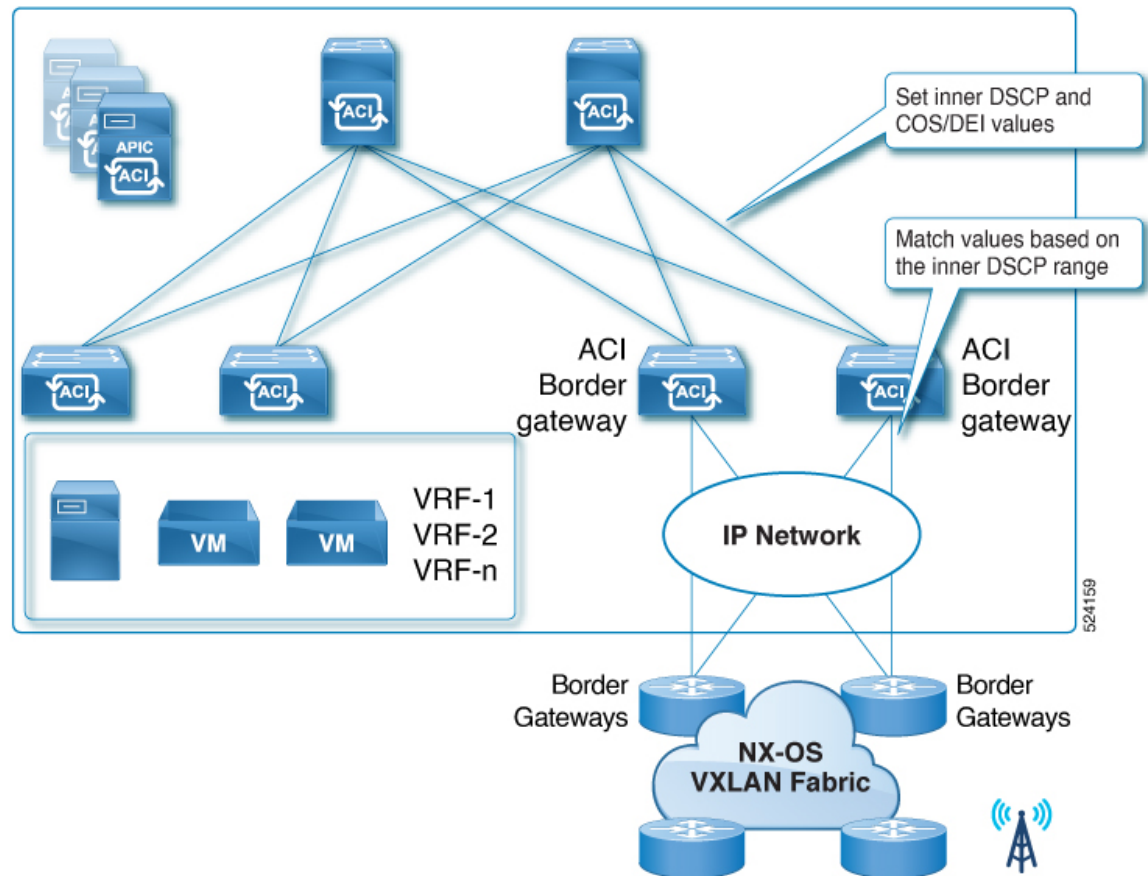 ACI
ACI
APIC
ACI
Set inner DSCP and
COS/DEI values
Match values based on
the inner DSCP range
ACI
ACI
ACI
Border
gateway
ACI
ACI
ACI
Border
gateway
VM
VM
VRF-1
VRF-2
VRF-n
IP Network
524159
Border
Gateways
Border
Gateways
NX-OS
VXLAN Fabric